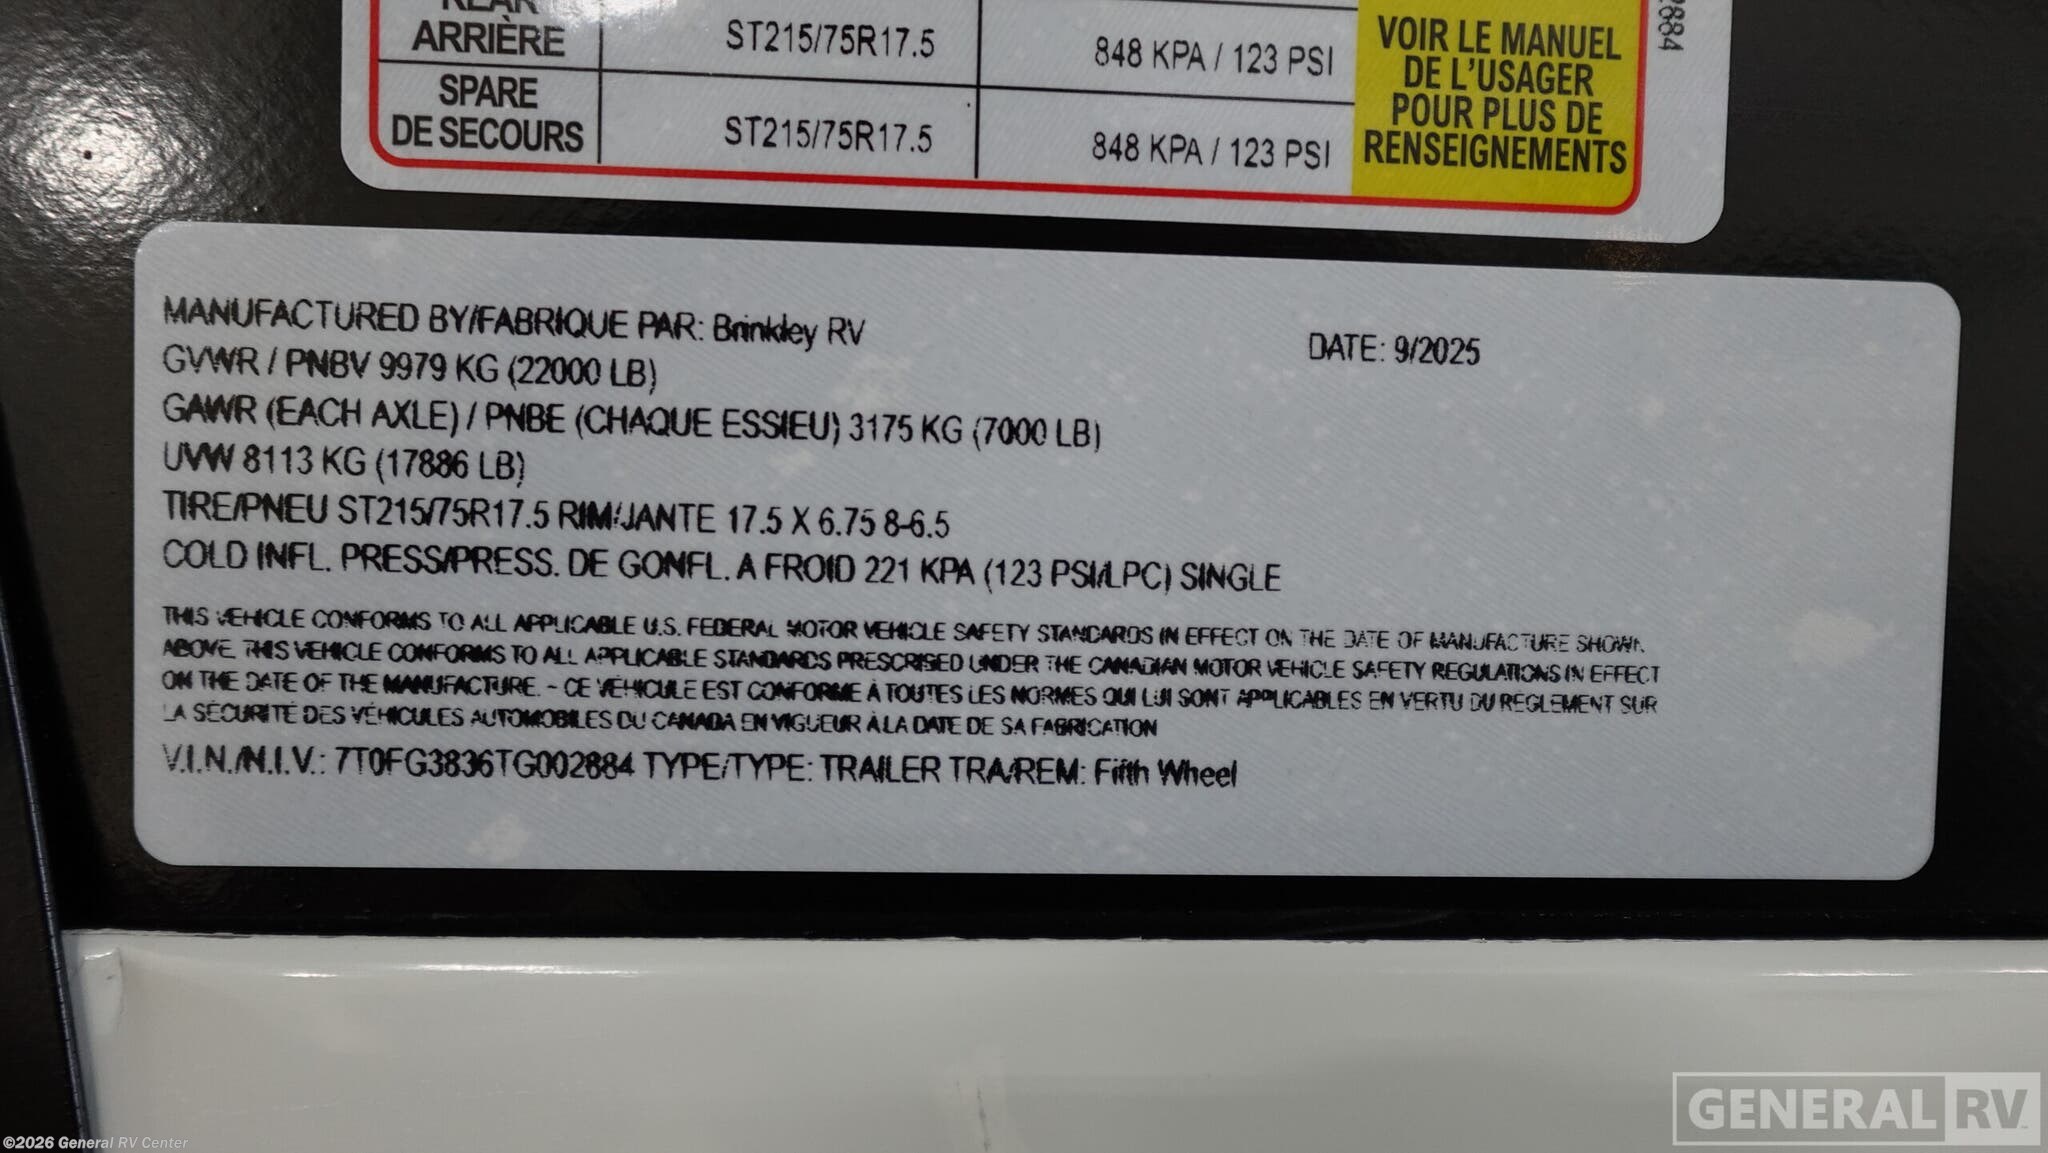 REAR
ARRIÈRE ST215/75R17.5 848 KPA / 123 PSI
SPARE
DE SECOURS ST215/75R17.5 848 KPA / 123 PSI
VOIR LE MANUEL
DE L'USAGER
POUR PLUS DE
RENSEIGNEMENTS
2884
MANUFACTURED BY/FABRIQUE PAR: Brinkley RV DATE: 9/2025
GVWR / PNBV 9979 KG (22000 LB)
GAWR (EACH AXLE) / PNBE (CHAQUE ESSIEU) 3175 KG (7000 LB)
UVW 8113 KG (17886 LB)
TIRE/PNEU ST215/75R17.5 RIM/JANTE 17.5 X 6.75 8-6.5
COLD INFL. PRESS/PRESS. DE GONFL. A FROID 221 KPA (123 PSI/LPC) SINGLE
THIS VEHICLE CONFORMS TO ALL APPLICABLE U.S. FEDERAL MOTOR VEHICLE SAFETY STANDARDS IN EFFECT ON THE DATE OF MANUFACTURE SHOWN
ABOVE. THIS VEHICLE CONFORMS TO ALL APPLICABLE STANDARDS PRESCRISED UNDER THE CANADIAN MOTOR VEHICLE SAFETY REGULATIONS IN EFFECT
ON THE DATE OF THE MANUFACTURE. - CE VÉHICULE EST CONFORME À TOUTES LES NORMES QUI LUI SONT APPLICABLES EN VERTU DU RÈGLEMENT SUR
LA SÉCURITÉ DES VÉHICULES AUTOMOBILES DU CANADA EN VIGUEUR À LA DATE DE SA FABRICATION
V.I.N./N.I.V.: 7T0FG3836TG002884 TYPE/TYPE: TRAILER TRA/REM: Fifth Wheel
GENERAL RV
©2026 General RV Center